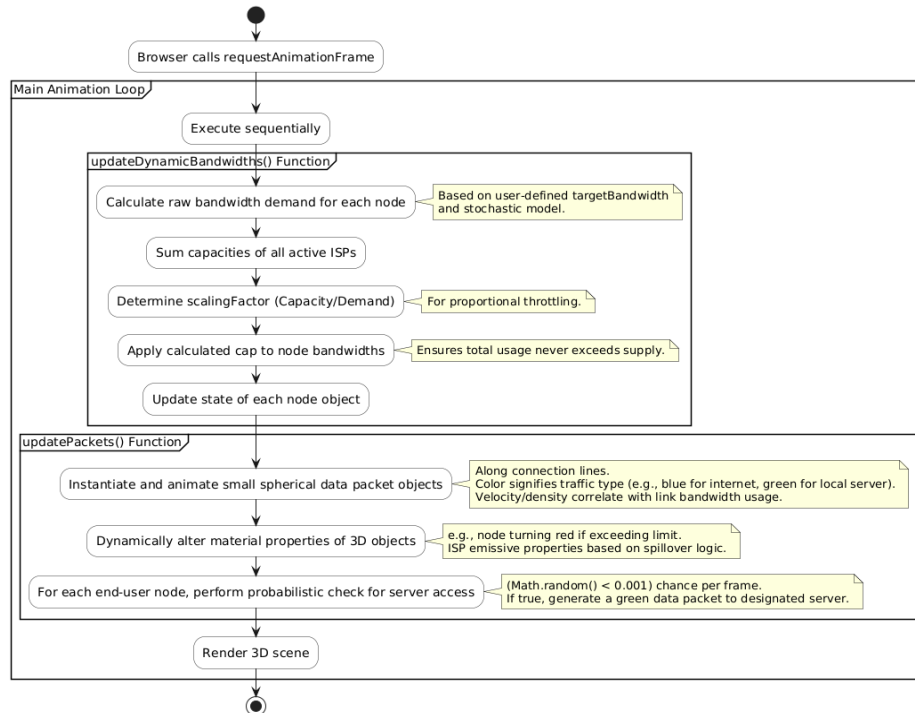 Browser calls requestAnimationFrame
Main Animation Loop
Execute sequentially
updateDynamicBandwidths() Function
Calculate raw bandwidth demand for each node
Based on user-defined targetBandwidth
and stochastic model.
Sum capacities of all active ISPs
Determine scalingFactor (Capacity/Demand)
For proportional throttling.
Apply calculated cap to node bandwidths
Ensures total usage never exceeds supply.
Update state of each node object
updatePackets() Function
Instantiate and animate small spherical data packet objects
Along connection lines.
Color signifies traffic type (e.g., blue for internet, green for local server).
Velocity/density correlate with link bandwidth usage.
Dynamically alter material properties of 3D objects
e.g., node turning red if exceeding limit.
ISP emissive properties based on spillover logic.
For each end-user node, perform probabilistic check for server access
(Math.random() < 0.001) chance per frame.
If true, generate a green data packet to designated server.
Render 3D scene